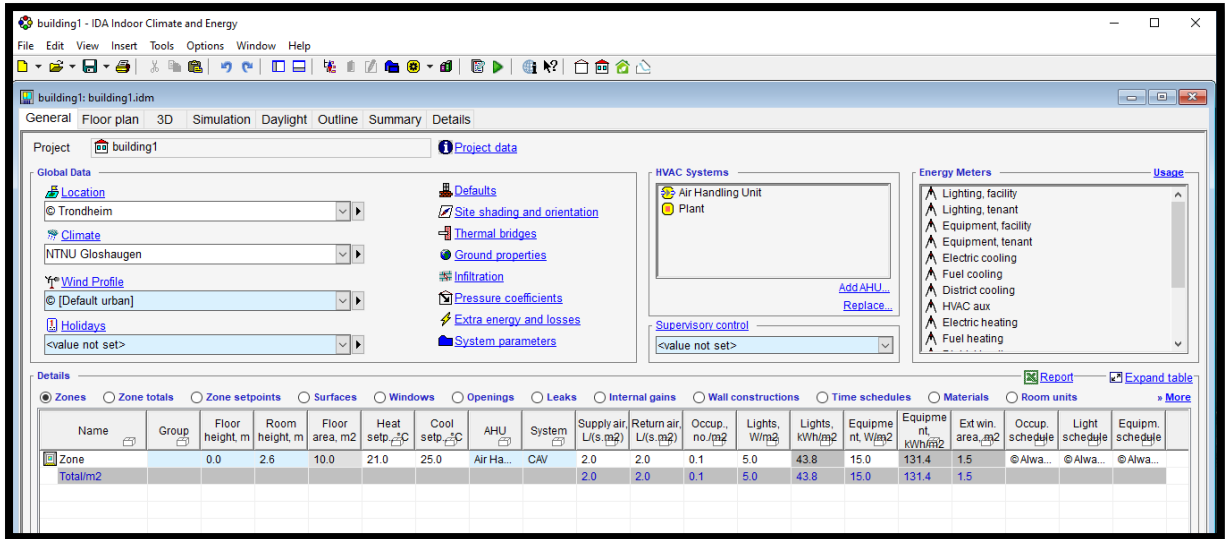 building1 - IDA Indoor Climate and Energy
File Edit View Insert Tools Options Window Help
building1: building1.idm
General Floor plan 3D Simulation Daylight Outline Summary Details
Project building1 Project data
Global Data
Location
© Trondheim
Climate
NTNU Gloshaugen
Wind Profile
© [Default urban]
Holidays
<value not set>
Defaults
Site shading and orientation
Thermal bridges
Ground properties
Infiltration
Pressure coefficients
Extra energy and losses
System parameters
HVAC Systems
Air Handling Unit
Plant
Add AHU...
Replace...
Supervisory control
<value not set>
Energy Meters Usage
Lighting, facility
Lighting, tenant
Equipment, facility
Equipment, tenant
Electric cooling
Fuel cooling
District cooling
HVAC aux
Electric heating
Fuel heating
Details Report Expand table
Zones Zone totals Zone setpoints Surfaces Windows Openings Leaks Internal gains Wall constructions Time schedules Materials Room units » More
Name Group Floor height, m Room height, m Floor area, m2 Heat setp., °C Cool setp., °C AHU System Supply air, L/(s.m2) Return air, L/(s.m2) Occup., no./m2 Lights, W/m2 Lights, kWh/m2 Equipme nt, W/m2 Equipme nt, kWh/m2 Ext win. area, m2 Occup. schedule Light schedule Equipm. schedule
Zone 0.0 2.6 10.0 21.0 25.0 Air Ha... CAV 2.0 2.0 0.1 5.0 43.8 15.0 131.4 1.5 © Alwa... © Alwa... © Alwa...
Total/m2 2.0 2.0 0.1 5.0 43.8 15.0 131.4 1.5